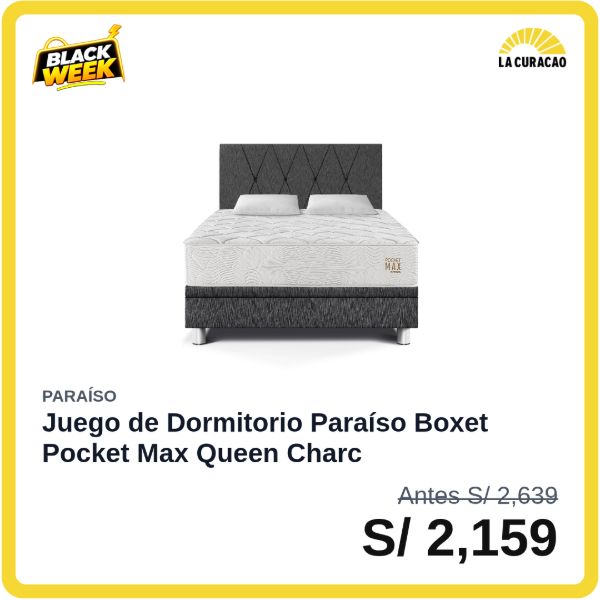 BLACK
WEEK
LA CURACAO
POCKET
MAX
PARAÍSO
Juego de Dormitorio Paraíso Boxet
Pocket Max Queen Charc
Antes S/ 2,639
S/ 2,159